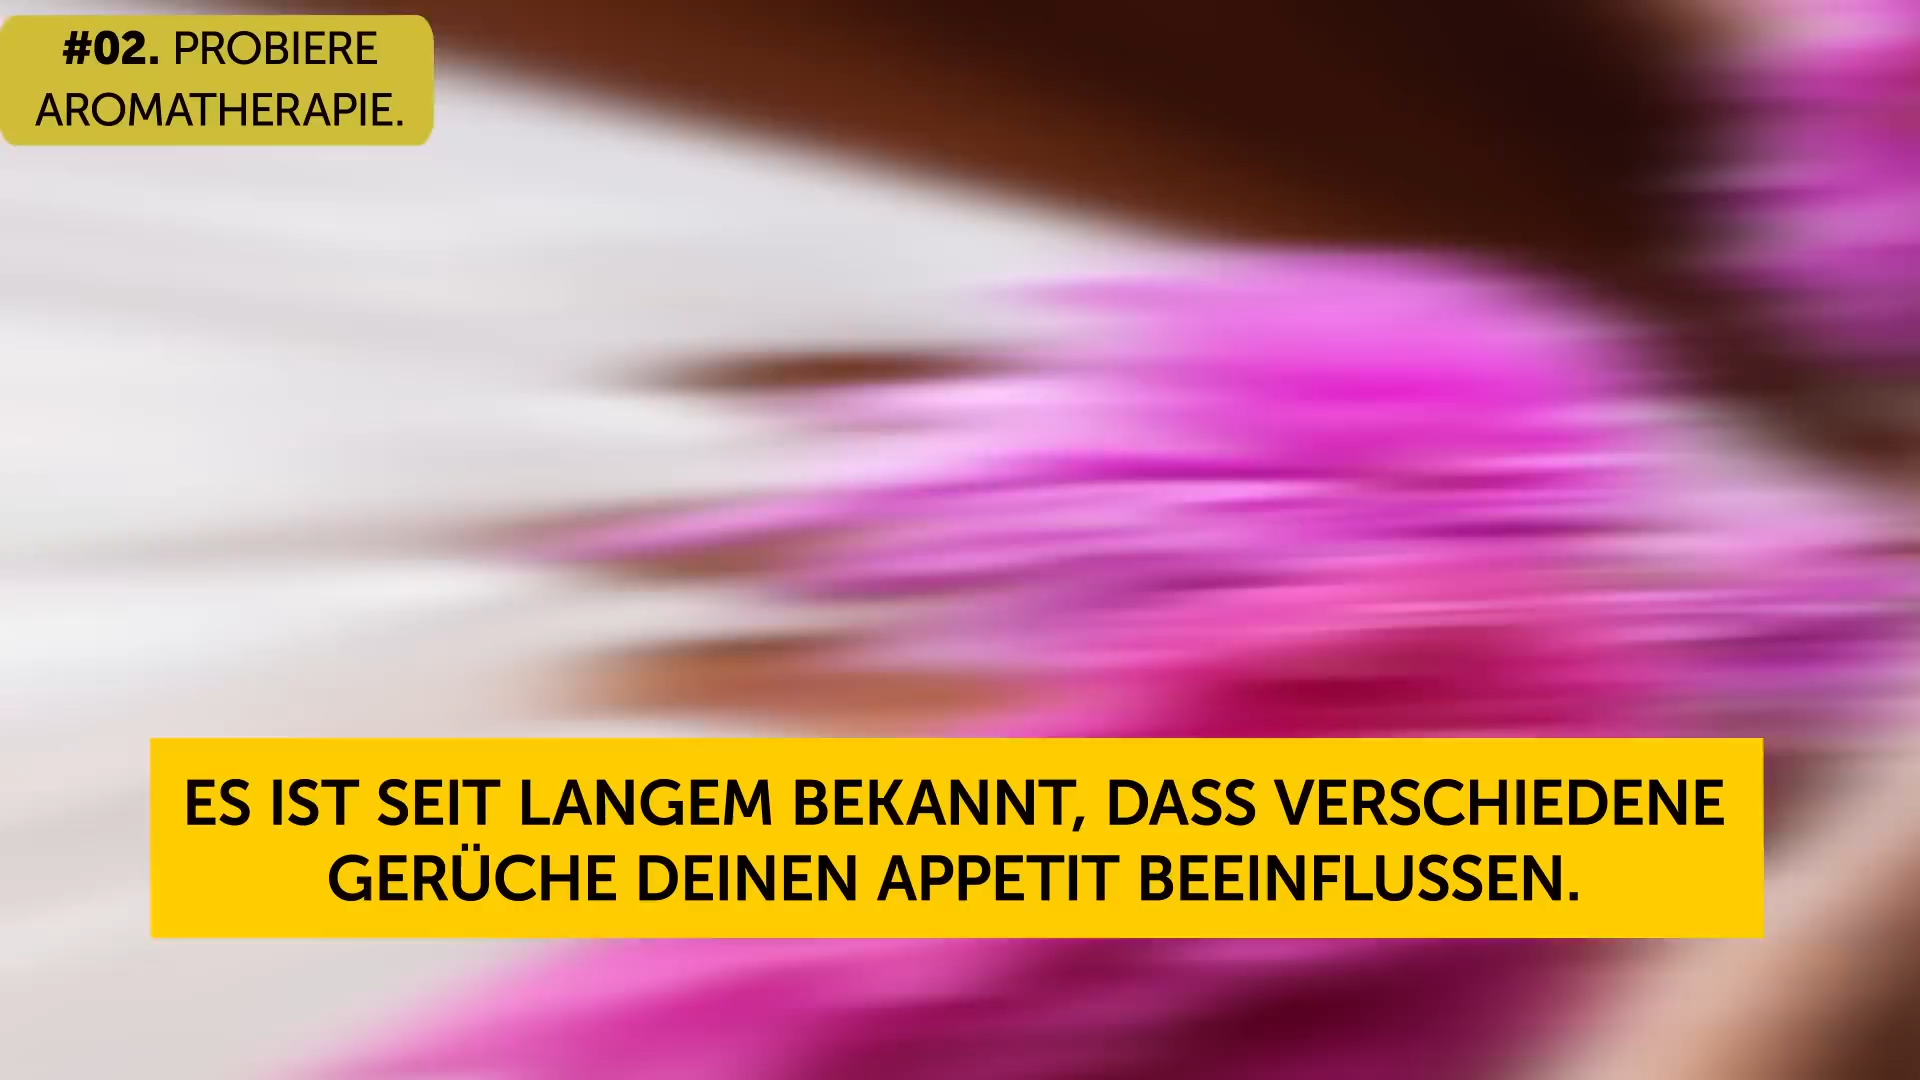 #02. PROBIERE
AROMATHERAPIE.
ES IST SEIT LANGEM BEKANNT, DASS VERSCHIEDENE
GERÜCHE DEINEN APPETIT BEEINFLUSSEN.